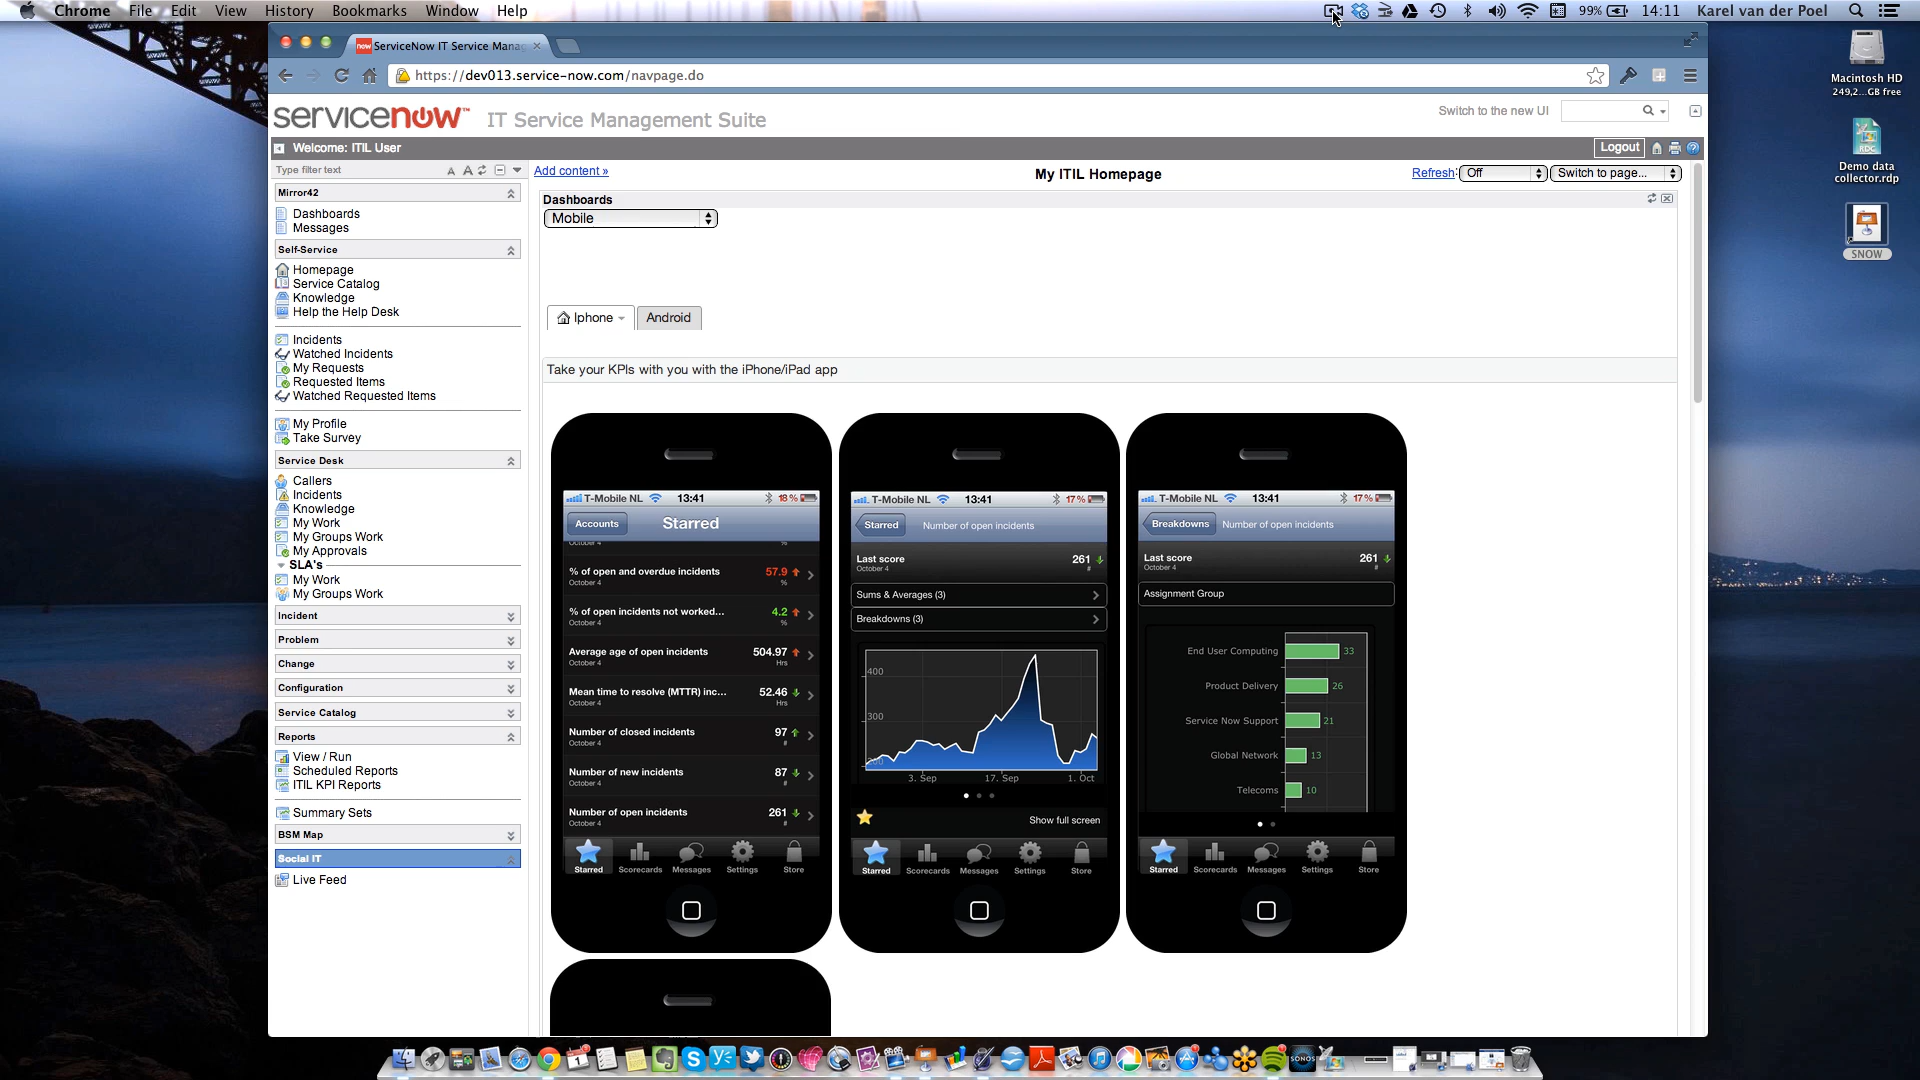 Chrome File Edit View History Bookmarks Window Help
99% 14:11 Karel van der Poel
ServiceNow IT Service Mana
https://dev013.service-now.com/navpage.do
servicenow™ IT Service Management Suite
Switch to the new UI
Welcome: ITIL User
Logout
Type filter text
A A
Mirror42
Dashboards
Messages
Self-Service
Homepage
Service Catalog
Knowledge
Help the Help Desk
Incidents
Watched Incidents
My Requests
Requested Items
Watched Requested Items
My Profile
Take Survey
Service Desk
Callers
Incidents
Knowledge
My Work
My Groups Work
My Approvals
SLA's
My Work
My Groups Work
Incident
Problem
Change
Configuration
Service Catalog
Reports
View / Run
Scheduled Reports
ITIL KPI Reports
Summary Sets
BSM Map
Social IT
Live Feed
Add content »
My ITIL Homepage
Refresh: Off
Switch to page...
Dashboards
Mobile
Iphone
Android
Take your KPIs with you with the iPhone/iPad app
T-Mobile NL 13:41 18%
Accounts Starred
October 4 %
% of open and overdue incidents 57.9
October 4 %
% of open incidents not worked... 4.2
October 4 %
Average age of open incidents 504.97
October 4 Hrs
Mean time to resolve (MTTR) inc... 52.46
October 4 Hrs
Number of closed incidents 97
October 4 #
Number of new incidents 87
October 4 #
Number of open incidents 261
October 4 #
Starred Scorecards Messages Settings Store
T-Mobile NL 13:41 17%
Starred Number of open incidents
Last score 261
October 4 #
Sums & Averages (3)
Breakdowns (3)
400
300
200
3. Sep 17. Sep 1. Oct
Show full screen
Starred Scorecards Messages Settings Store
T-Mobile NL 13:41 17%
Breakdowns Number of open incidents
Last score 261
October 4 #
Assignment Group
End User Computing 33
Product Delivery 26
Service Now Support 21
Global Network 13
Telecoms 10
Starred Scorecards Messages Settings Store
Macintosh HD
249,2...GB free
RDC
Demo data
collector.rdp
SNOW
SONOS